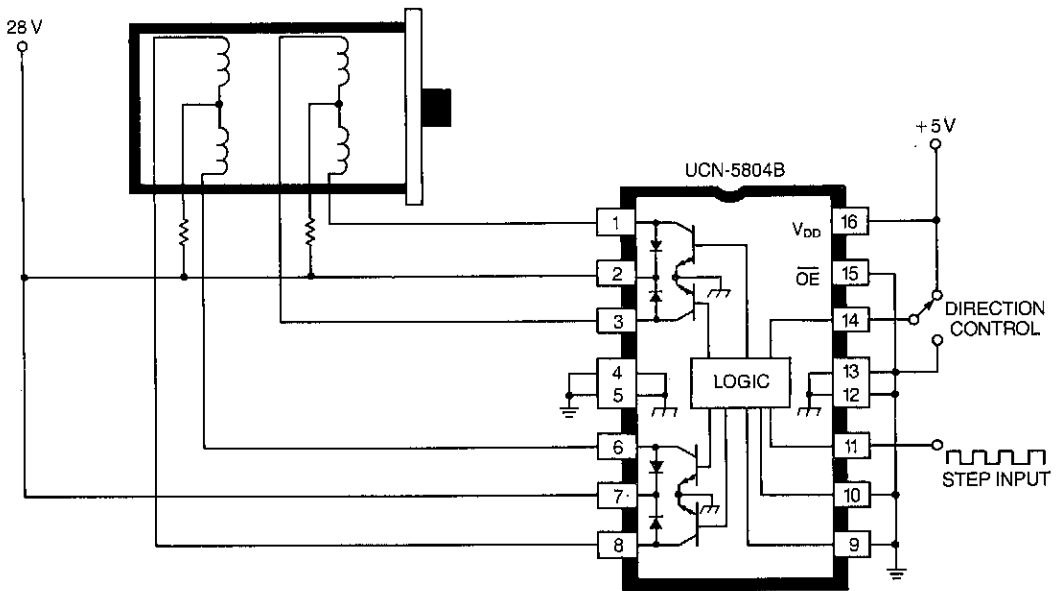 28 V
+5 V
UCN-5804B
1
2
3
4
5
6
7
8
16
15
14
13
12
11
10
9
VDD
OE
LOGIC
DIRECTION
CONTROL
STEP INPUT